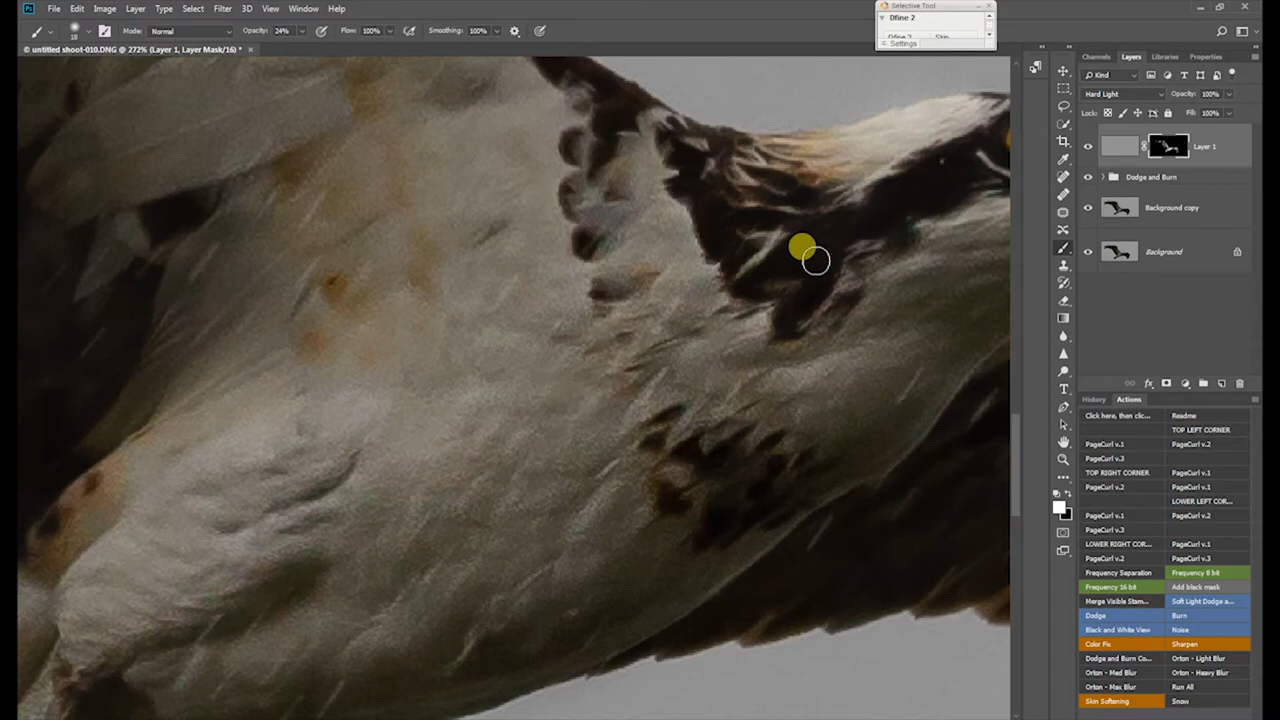 Ps File Edit Image Layer Type Select Filter 3D View Window Help
Selective Tool
Dfine 2
Dfine 2 Skin
Settings
18 Mode: Normal Opacity: 24% Flow: 100% Smoothing: 100%
© untitled shoot-010.DNG @ 272% (Layer 1, Layer Mask/16) *
Channels Layers Libraries Properties
Kind
Hard Light Opacity: 100%
Lock: Fill: 100%
Layer 1
Dodge and Burn
Background copy
Background
History Actions
Click here, then clic... Readme
TOP LEFT CORNER
PageCurl v.1 PageCurl v.2
PageCurl v.3
TOP RIGHT CORNER PageCurl v.1
PageCurl v.2 PageCurl v.1
LOWER LEFT COR...
PageCurl v.1 PageCurl v.2
PageCurl v.3
LOWER RIGHT COR... PageCurl v.1
PageCurl v.2 PageCurl v.3
Frequency Separation Frequency 8 bit
Frequency 16 bit Add black mask
Merge Visible Stam... Soft Light Dodge a...
Dodge Burn
Black and White View Noise
Color Fix Sharpen
Dodge and Burn Co... Orton - Light Blur
Orton - Med Blur Orton - Heavy Blur
Orton - Max Blur Run All
Skin Softening Snow